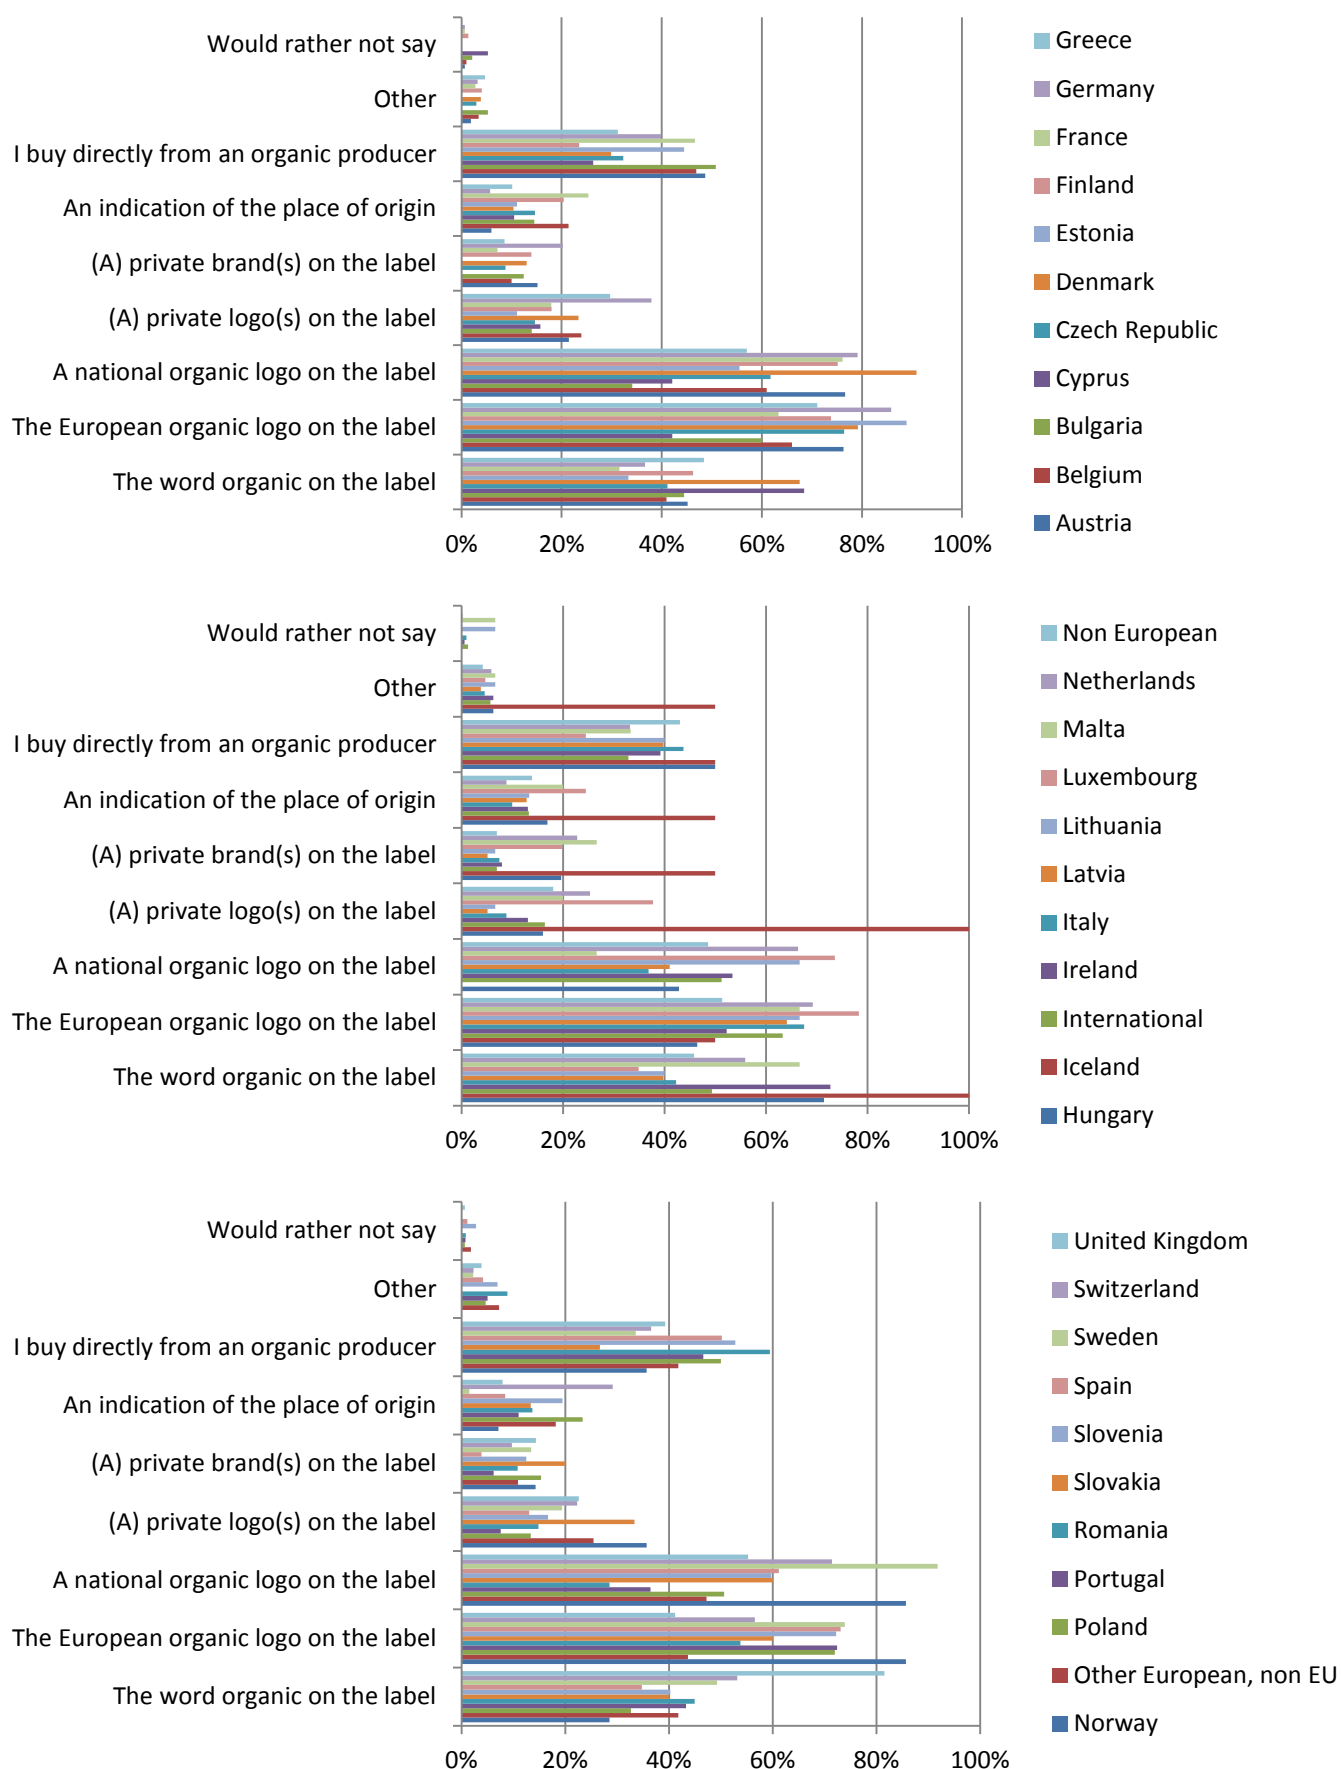 Would rather not say
Other
I buy directly from an organic producer
An indication of the place of origin
(A) private brand(s) on the label
(A) private logo(s) on the label
A national organic logo on the label
The European organic logo on the label
The word organic on the label
0% 20% 40% 60% 80% 100%
Greece
Germany
France
Finland
Estonia
Denmark
Czech Republic
Cyprus
Bulgaria
Belgium
Austria
Would rather not say
Other
I buy directly from an organic producer
An indication of the place of origin
(A) private brand(s) on the label
(A) private logo(s) on the label
A national organic logo on the label
The European organic logo on the label
The word organic on the label
0% 20% 40% 60% 80% 100%
Non European
Netherlands
Malta
Luxembourg
Lithuania
Latvia
Italy
Ireland
International
Iceland
Hungary
Would rather not say
Other
I buy directly from an organic producer
An indication of the place of origin
(A) private brand(s) on the label
(A) private logo(s) on the label
A national organic logo on the label
The European organic logo on the label
The word organic on the label
0% 20% 40% 60% 80% 100%
United Kingdom
Switzerland
Sweden
Spain
Slovenia
Slovakia
Romania
Portugal
Poland
Other European, non EU
Norway